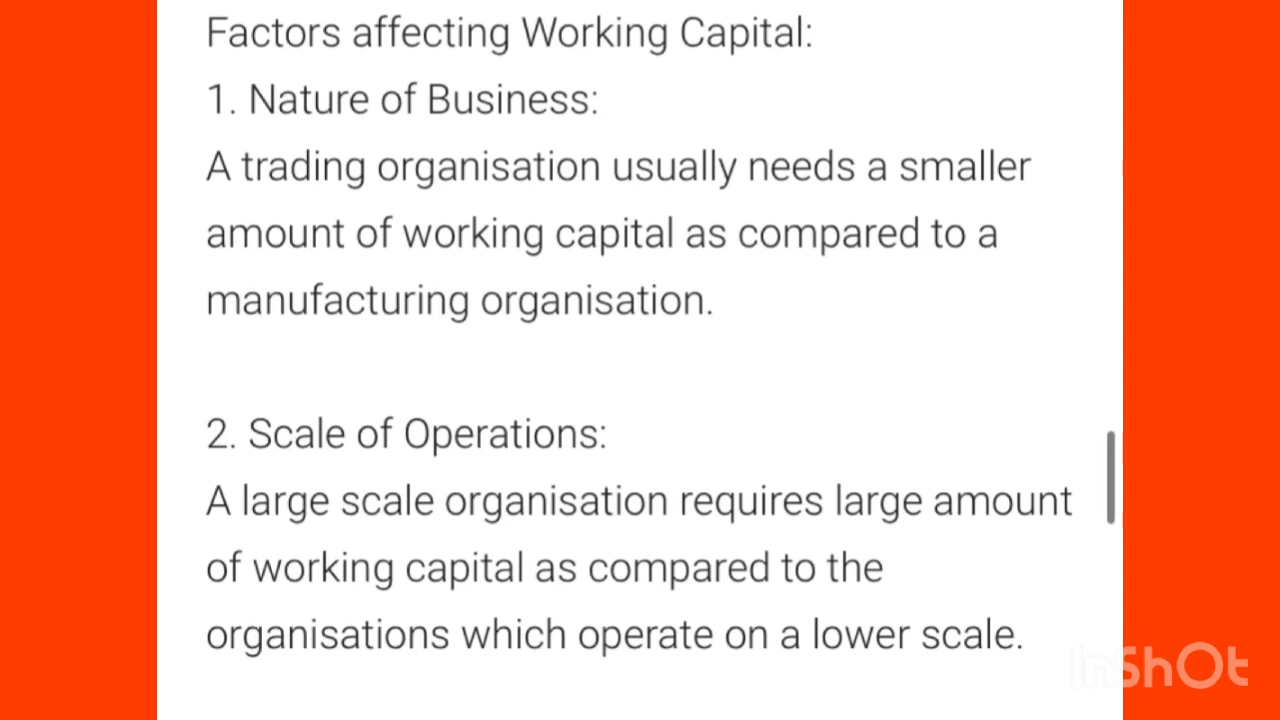 Factors affecting Working Capital:
1. Nature of Business:
A trading organisation usually needs a smaller
amount of working capital as compared to a
manufacturing organisation.
2. Scale of Operations:
A large scale organisation requires large amount
of working capital as compared to the
organisations which operate on a lower scale.
InShOt